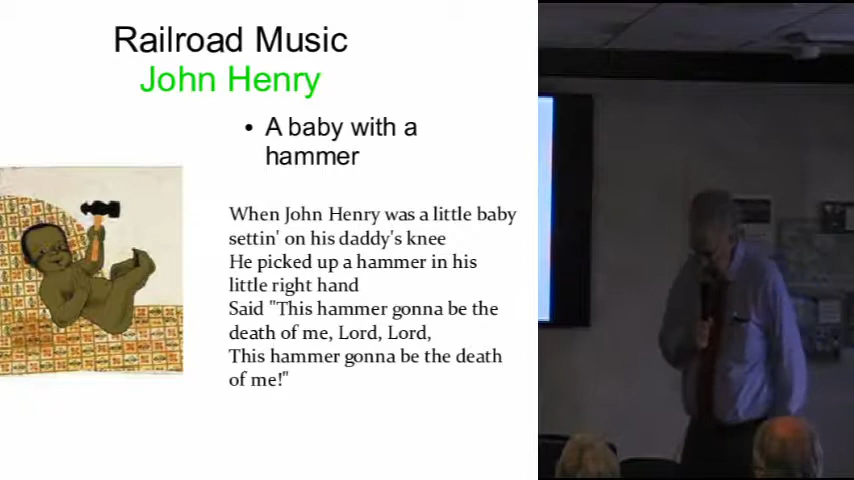 Railroad Music
John Henry
• A baby with a
hammer
When John Henry was a little baby
settin' on his daddy's knee
He picked up a hammer in his
little right hand
Said "This hammer gonna be the
death of me, Lord, Lord,
This hammer gonna be the death
of me!"